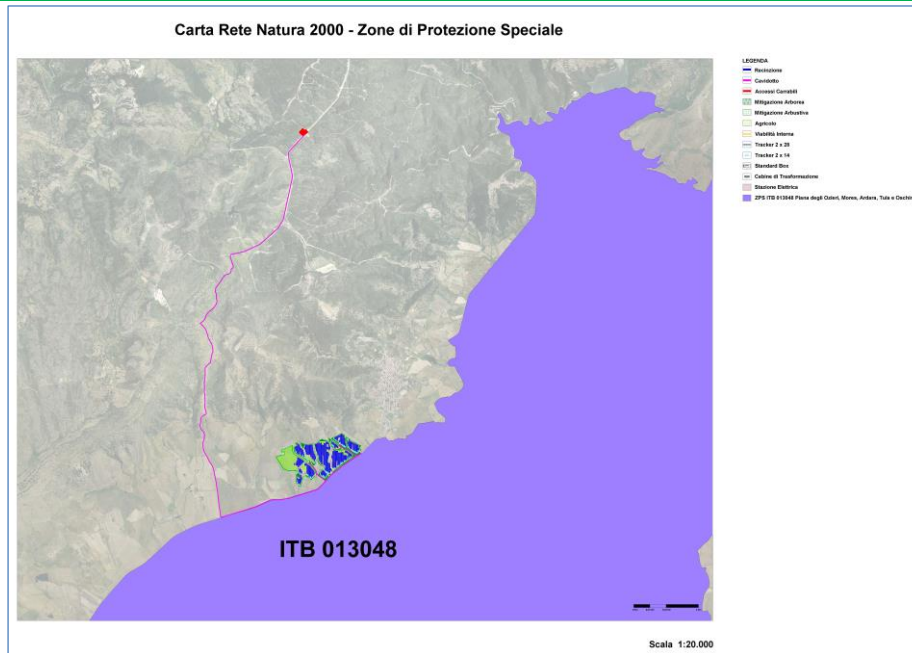 Carta Rete Natura 2000 - Zone di Protezione Speciale
LEGENDA
Recinzione
Cavidotto
Accessi Carrabili
Mitigazione Arborea
Mitigazione Arbustiva
Agricolo
Viabilità Interna
Tracker 2 x 28
Tracker 2 x 14
Standard Box
Cabine di Trasformazione
Stazione Elettrica
ZPS ITB 013048 Piana degli Ozieri, Mores, Ardara, Tula e Oschiri
ITB 013048
Scala 1:20.000